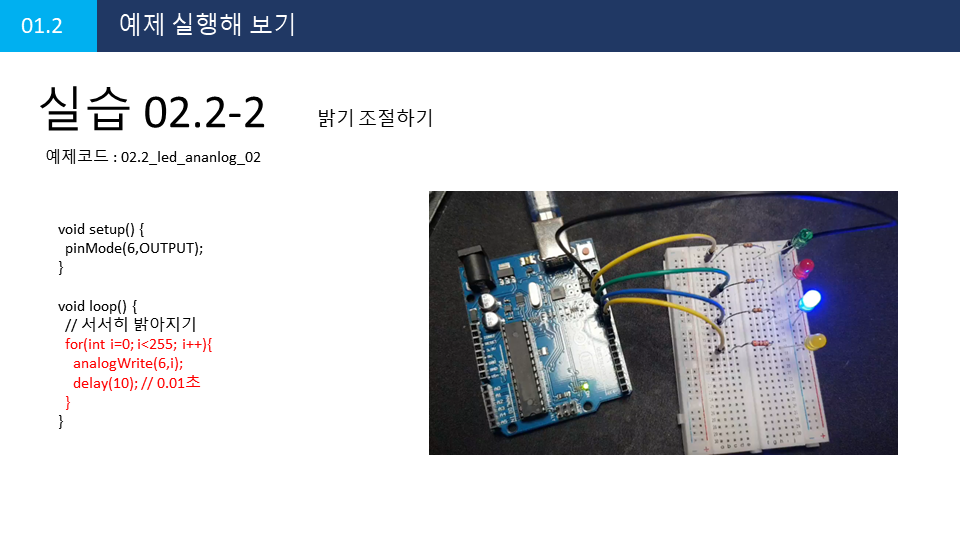 01.2
예제 실행해 보기
실습 02.2-2
밝기 조절하기
예제코드 : 02.2_led_ananlog_02
void setup() {
pinMode(6,OUTPUT);
}
void loop() {
// 서서히 밝아지기
for(int i=0; i<255; i++){
analogWrite(6,i);
delay(10); // 0.01초
}
}